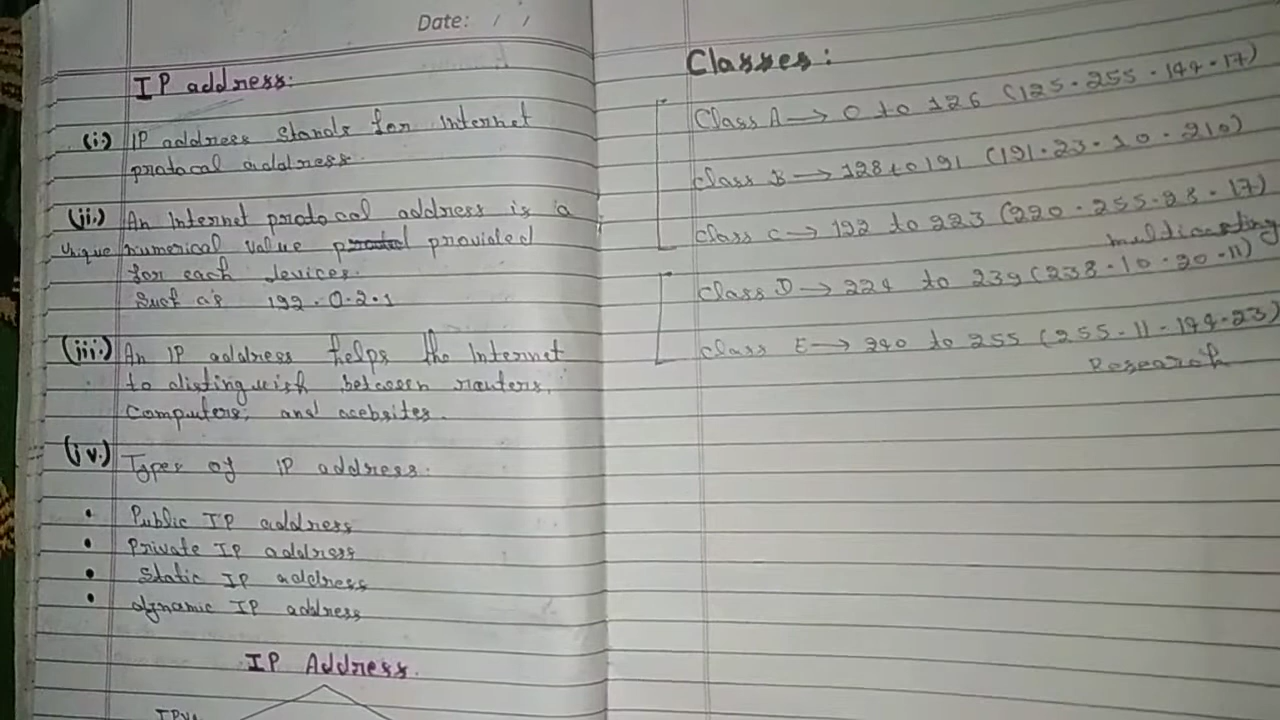 Date: / /
IP address:
(i.) IP address stands for Internet
protocal address.
(ii.) An Internet protocal address is a
unique numerical value provided
for each devices.
Such as 192.0.2.1
(iii.) An IP address helps the Internet
to distinguish between routers,
Computers, and websites.
(iv.) Types of IP address.
• Public IP address
• Private IP address
• Static IP address
• dynamic IP address
IP Address.
IPv4
Classes:
Class A → 0 to 126 (125.255.144.17)
Class B → 128 to 191 (191.23.10.210)
Class C → 192 to 223 (220.255.28.17)
multicasting
Class D → 224 to 239 (238.10.20.11)
Class E → 240 to 255 (255.11.144.23)
Research